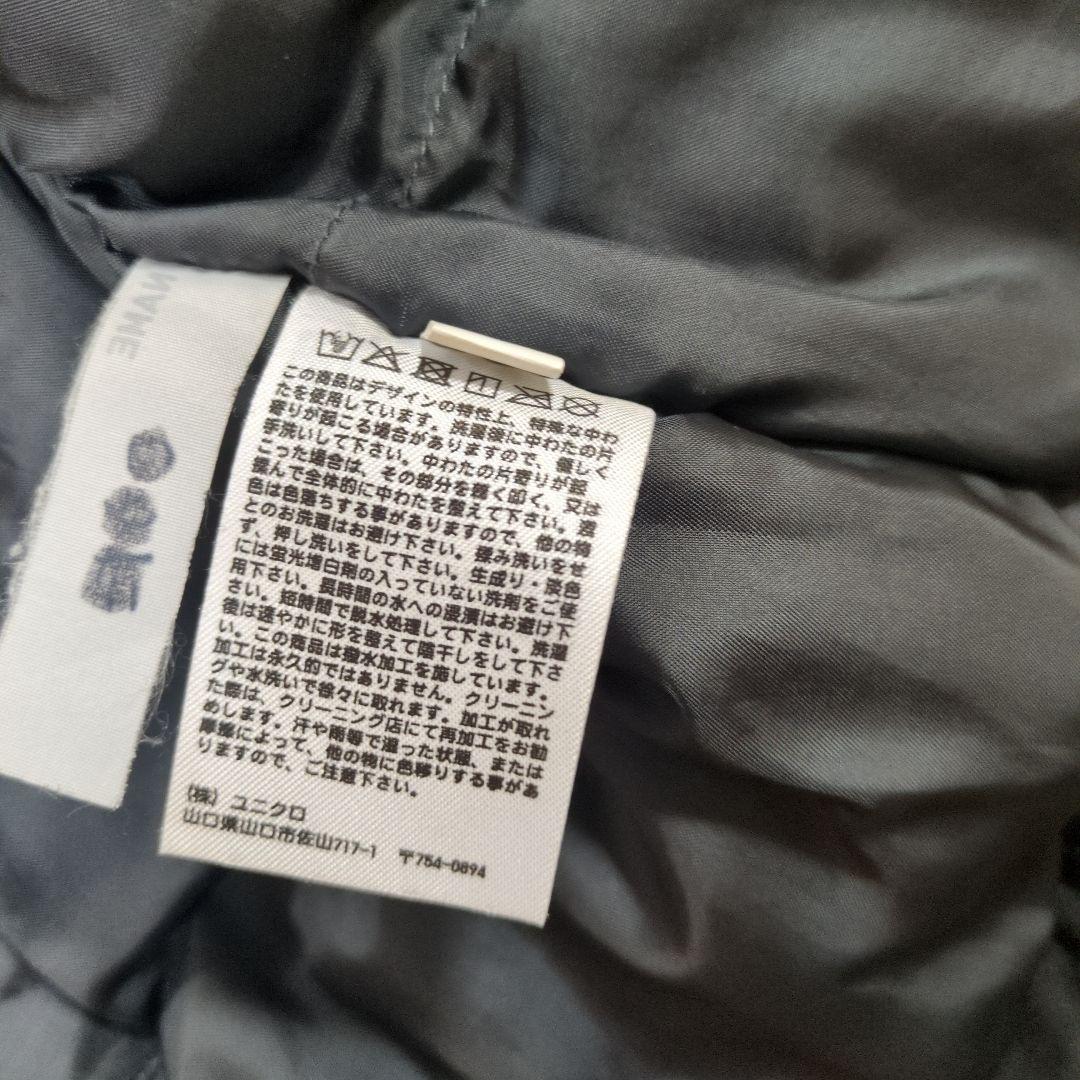 NAME
この商品はデザインの特性上、特殊な中わ
たを使用しています。洗濯後に中わたの片
寄りが起こる場合がありますので、優しく
手洗いして下さい。中わたの片寄りが起
こった場合は、その部分を軽く叩く、又は
揉んで全体的に中わたを整えて下さい。濃
色は色落ちする事がありますので、他の物
とのお洗濯はお避け下さい。揉み洗いをせ
ず、押し洗いをして下さい。生成り・淡色
には蛍光増白剤の入っていない洗剤をご使
用下さい。長時間の水への浸漬はお避け下
さい。短時間で脱水処理して下さい。洗濯
後は速やかに形を整えて陰干しをして下さ
い。この商品は撥水加工を施しています。
加工は永久的ではありません。クリーニン
グや水洗いで徐々に取れます。加工が取れ
た際は、クリーニング店にて再加工をお勧
めします。汗や雨等で湿った状態、または
摩擦によって、他の物に色移りする事があ
りますので、ご注意下さい。
(株) ユニクロ
山口県山口市佐山717-1 〒754-0894